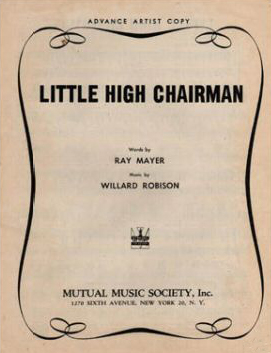 ADVANCE ARTIST COPY
LITTLE HIGH CHAIRMAN
Words by
RAY MAYER
Music by
WILLARD ROBISON
MUTUAL MUSIC SOCIETY, Inc.
1270 SIXTH AVENUE, NEW YORK 20, N. Y.